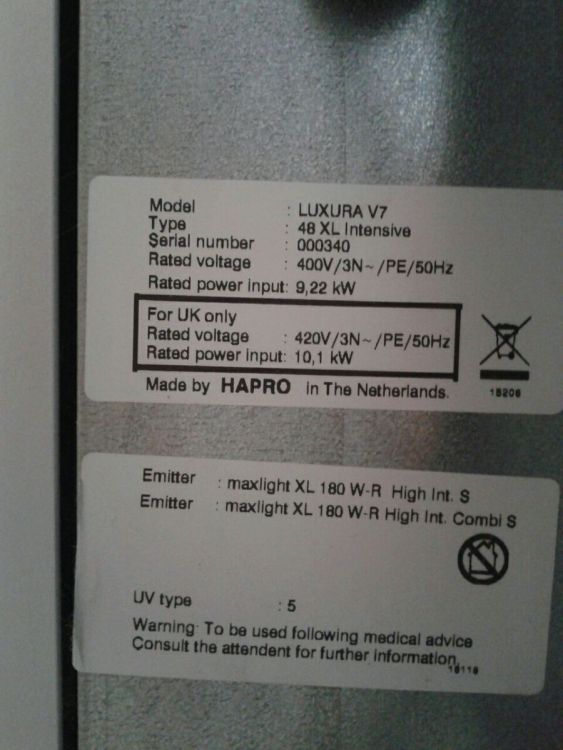 Model : LUXURA V7
Type : 48 XL Intensive
Serial number : 000340
Rated voltage : 400V/3N~/PE/50Hz
Rated power input: 9,22 kW
For UK only
Rated voltage : 420V/3N~/PE/50Hz
Rated power input: 10,1 kW
Made by HAPRO in The Netherlands.
15206
Emitter : maxlight XL 180 W-R High Int. S
Emitter : maxlight XL 180 W-R High Int. Combi S
UV type : 5
Warning: To be used following medical advice
Consult the attendent for further information.